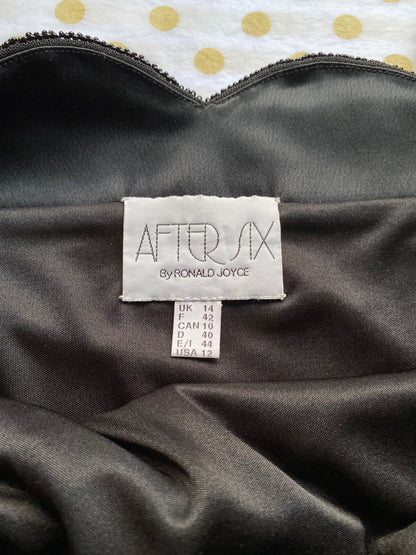 AFTER SIX
By RONALD JOYCE
UK 14
F 42
CAN 10
D 40
E/I 44
USA 12